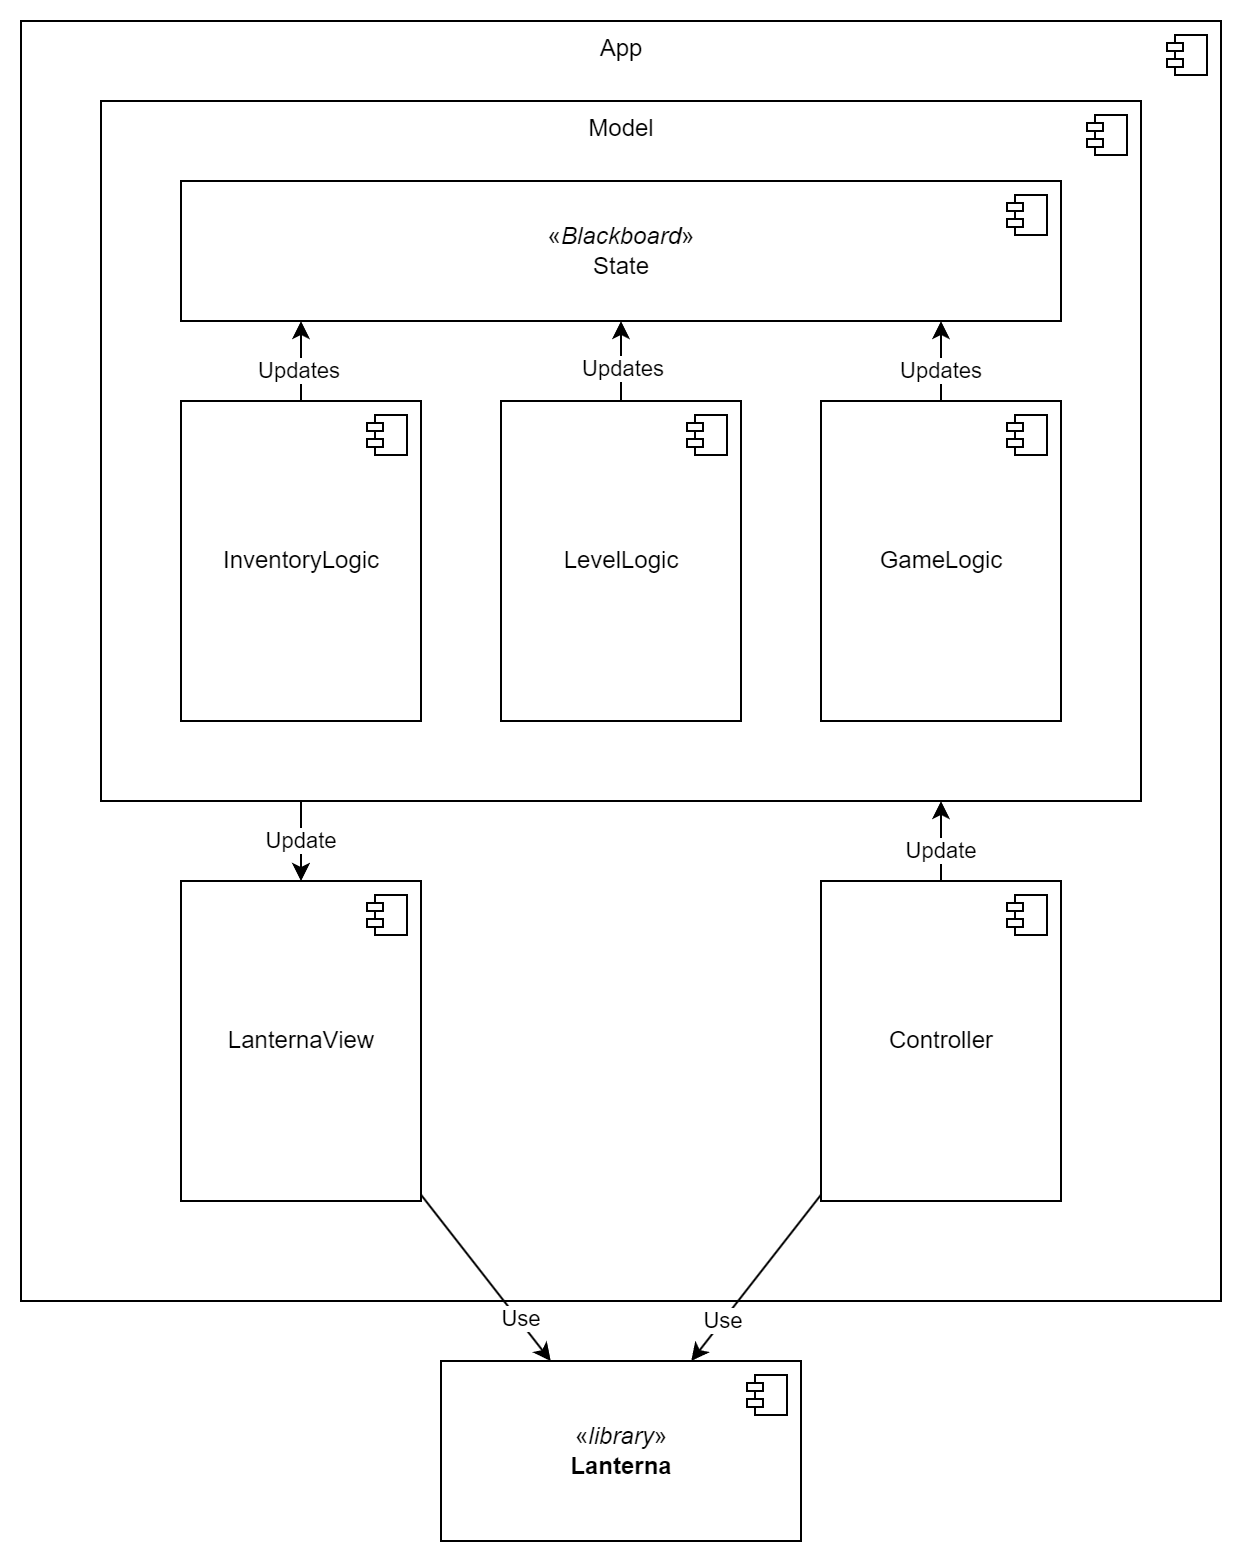 App
Model
«Blackboard»
State
Updates
Updates
Updates
InventoryLogic
LevelLogic
GameLogic
Update
Update
LanternaView
Controller
Use
Use
«library»
Lanterna